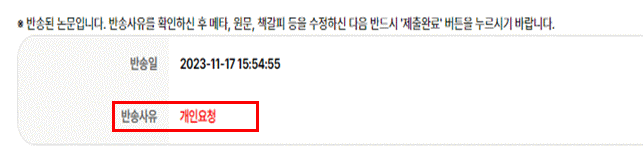 ※ 반송된 논문입니다. 반송사유를 확인하신 후 메타, 원문, 책갈피 등을 수정하신 다음 반드시 '제출완료' 버튼을 누르시기 바랍니다.
반송일 2023-11-17 15:54:55
반송사유 개인요청